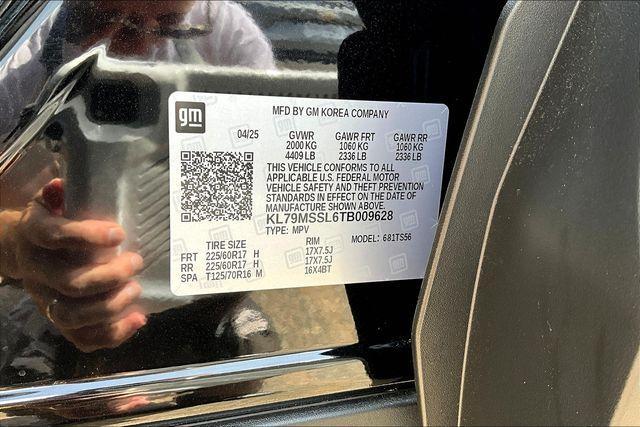 gm
MFD BY GM KOREA COMPANY
04/25 GVWR GAWR FRT GAWR RR
2000 KG 1060 KG 1060 KG
4409 LB 2336 LB 2336 LB
THIS VEHICLE CONFORMS TO ALL
APPLICABLE U.S. FEDERAL MOTOR
VEHICLE SAFETY AND THEFT PREVENTION
STANDARDS IN EFFECT ON THE DATE OF
MANUFACTURE SHOWN ABOVE.
KL79MSSL6TB009628
TYPE: MPV MODEL: 681TS56
TIRE SIZE RIM
FRT 225/60R17 H 17X7.5J
RR 225/60R17 H 17X7.5J
SPA T125/70R16 M 16X4BT